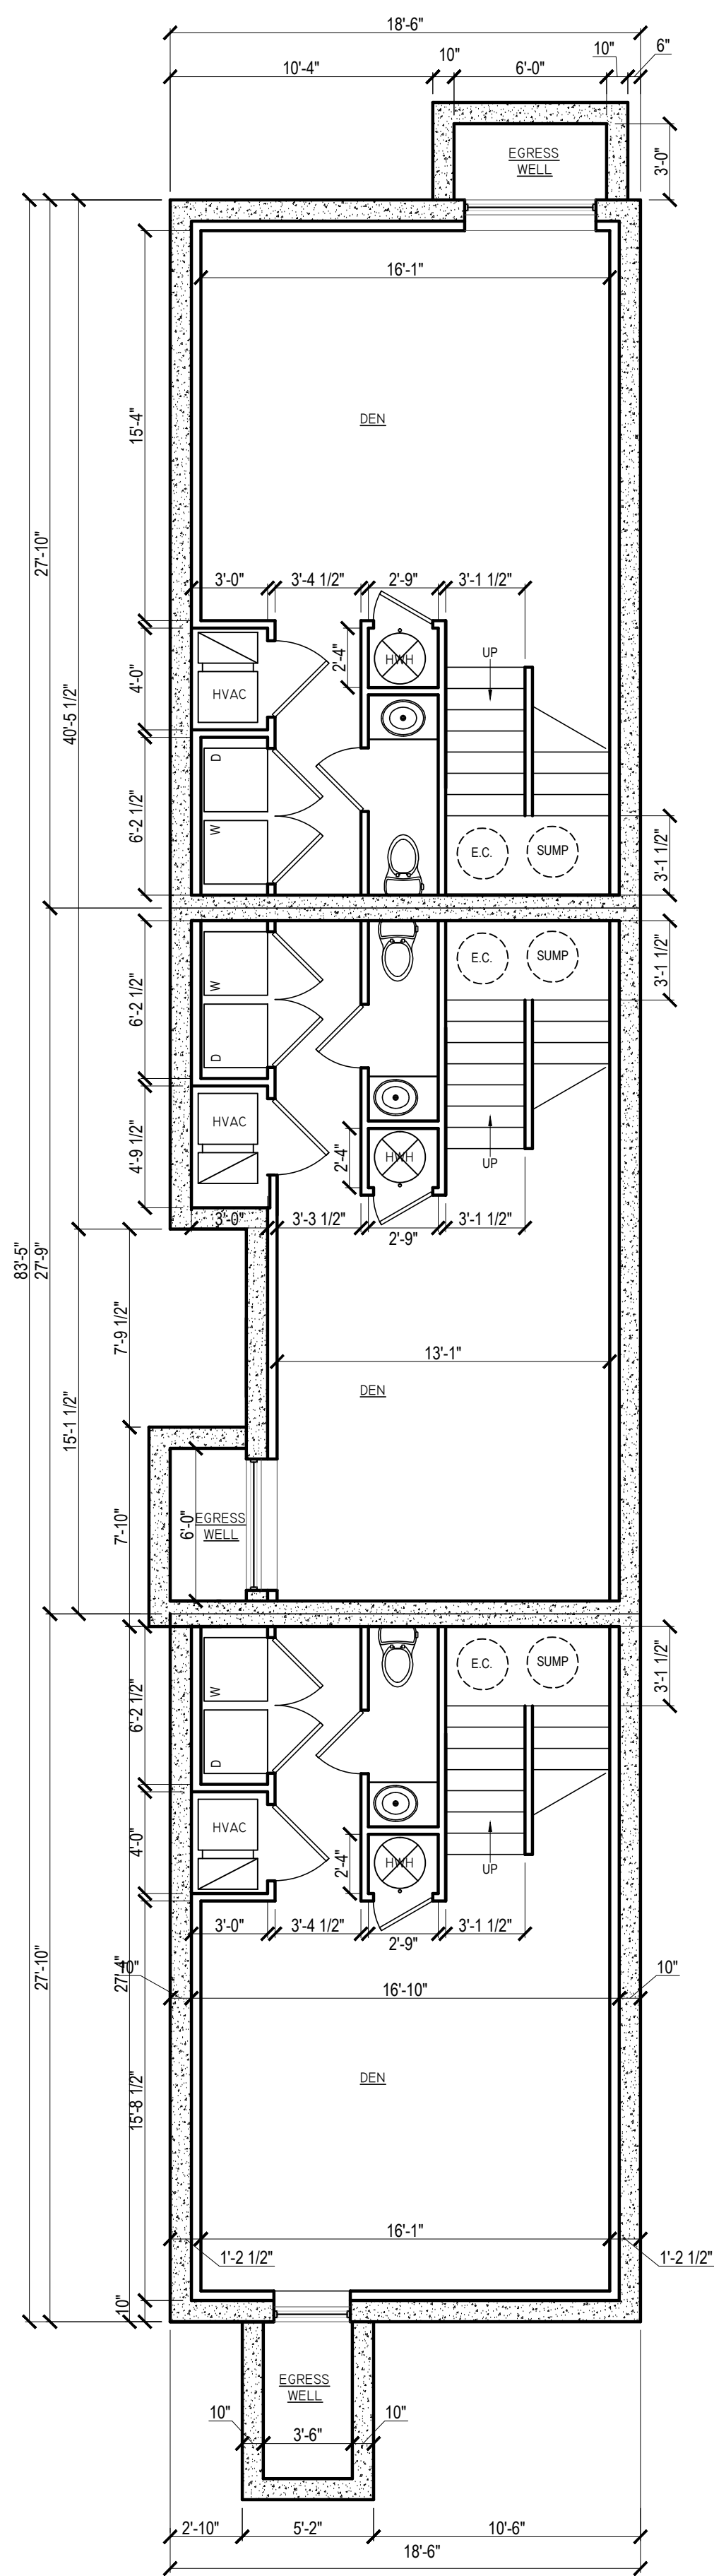 18'-6"
10'-4"
10"
6'-0"
10"
6"
EGRESS
WELL
3'-0"
16'-1"
15'-4"
DEN
27'-10"
40'-5 1/2"
3'-0"
3'-4 1/2"
2'-9"
3'-1 1/2"
4'-0"
HVAC
2'-4"
HWH
UP
D
W
6'-2 1/2"
E.C.
SUMP
3'-1 1/2"
6'-2 1/2"
W
D
E.C.
SUMP
3'-1 1/2"
4'-9 1/2"
HVAC
2'-4"
HWH
UP
3'-0"
3'-3 1/2"
2'-9"
3'-1 1/2"
83'-5"
27'-9"
7'-9 1/2"
13'-1"
DEN
15'-1 1/2"
7'-10"
6'-0"
EGRESS
WELL
6'-2 1/2"
W
D
E.C.
SUMP
3'-1 1/2"
4'-0"
HVAC
2'-4"
HWH
UP
3'-0"
3'-4 1/2"
2'-9"
3'-1 1/2"
27'-10"
27'-4"
10"
16'-10"
10"
DEN
15'-8 1/2"
16'-1"
1'-2 1/2"
1'-2 1/2"
10"
EGRESS
WELL
10"
3'-6"
10"
2'-10"
5'-2"
10'-6"
18'-6"